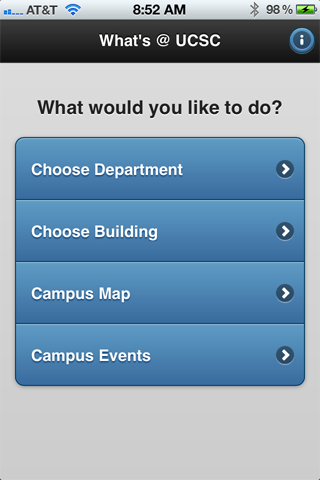 AT&T 8:52 AM 98%
What's @ UCSC
What would you like to do?
Choose Department
Choose Building
Campus Map
Campus Events